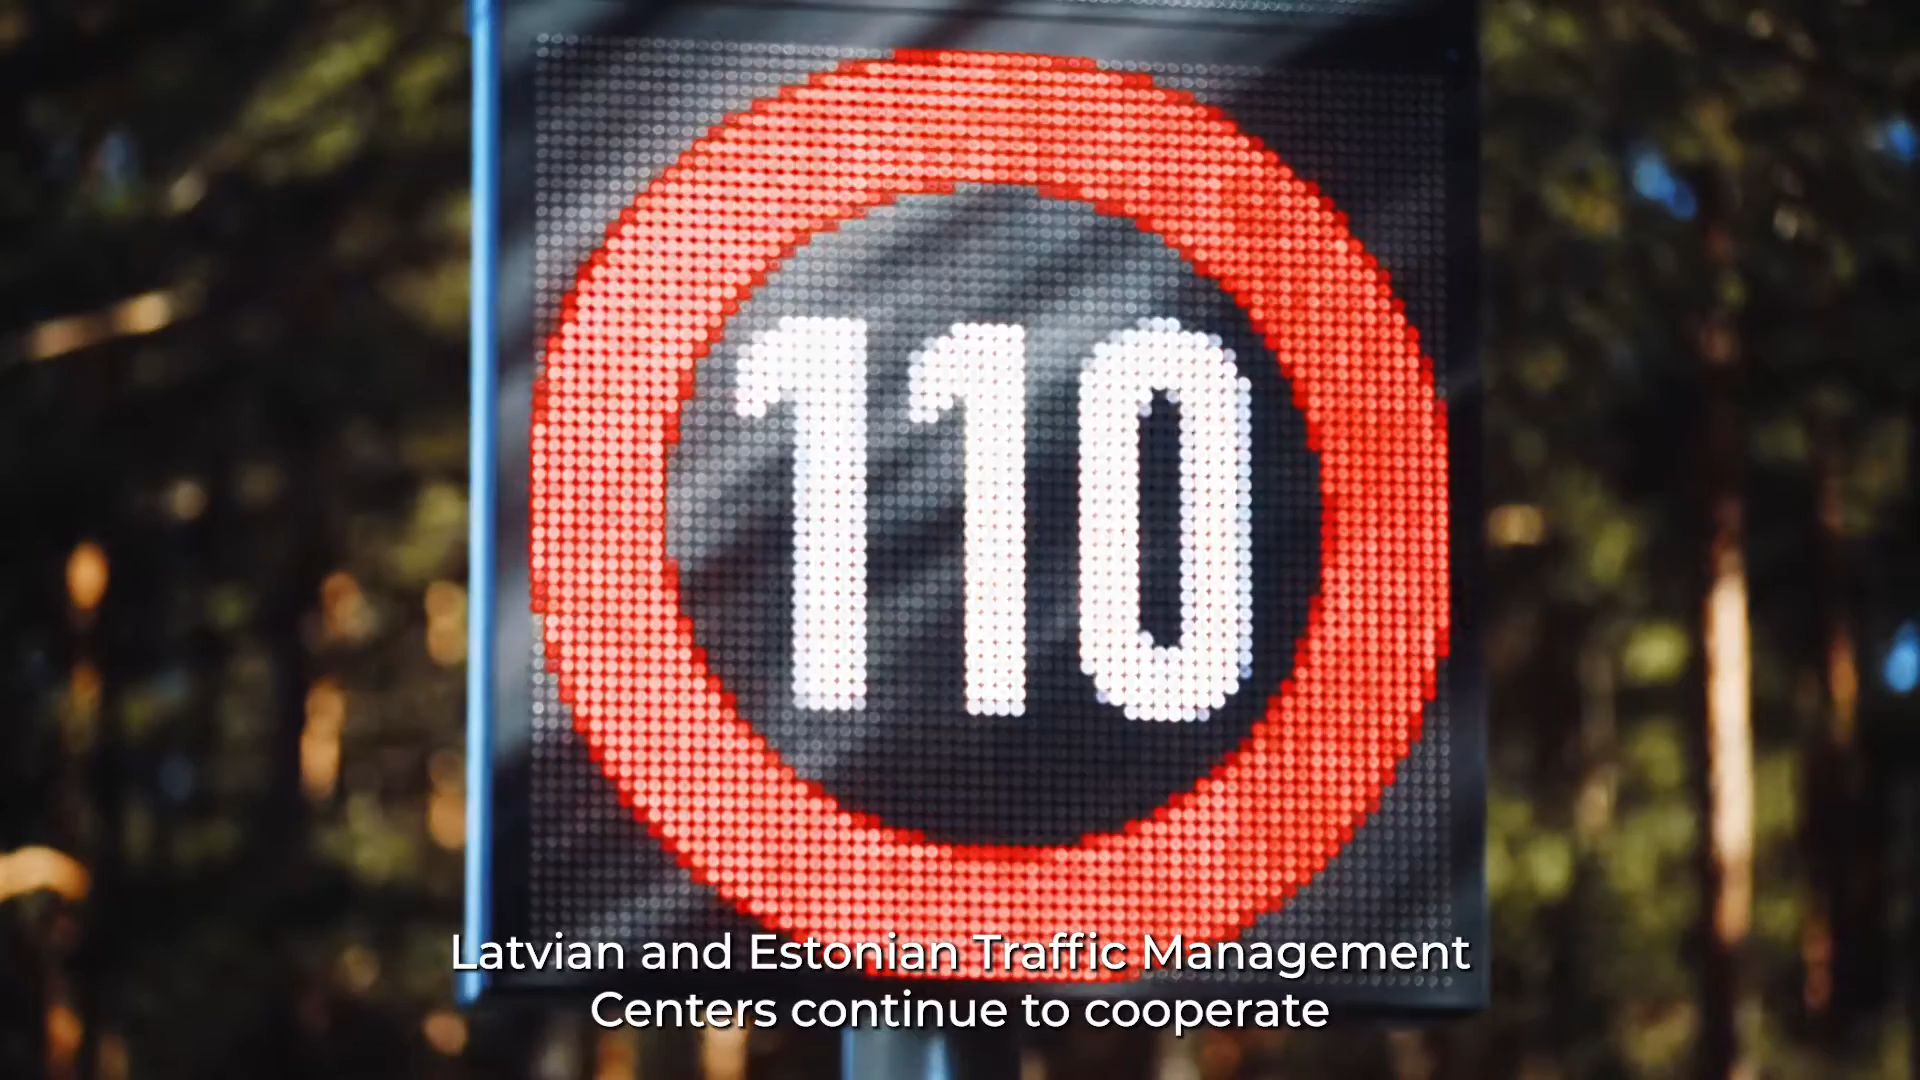 110
Latvian and Estonian Traffic Management
Centers continue to cooperate